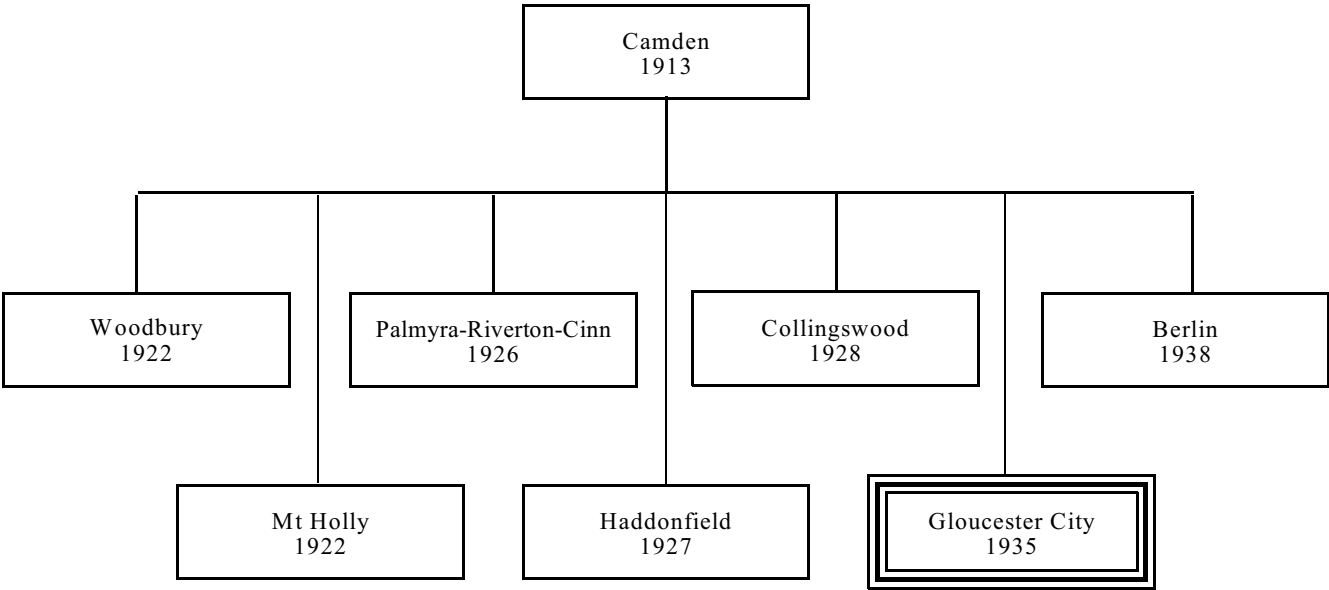 Camden
1913
Woodbury
1922
Palmyra-Riverton-Cinn
1926
Collingswood
1928
Berlin
1938
Mt Holly
1922
Haddonfield
1927
Gloucester City
1935